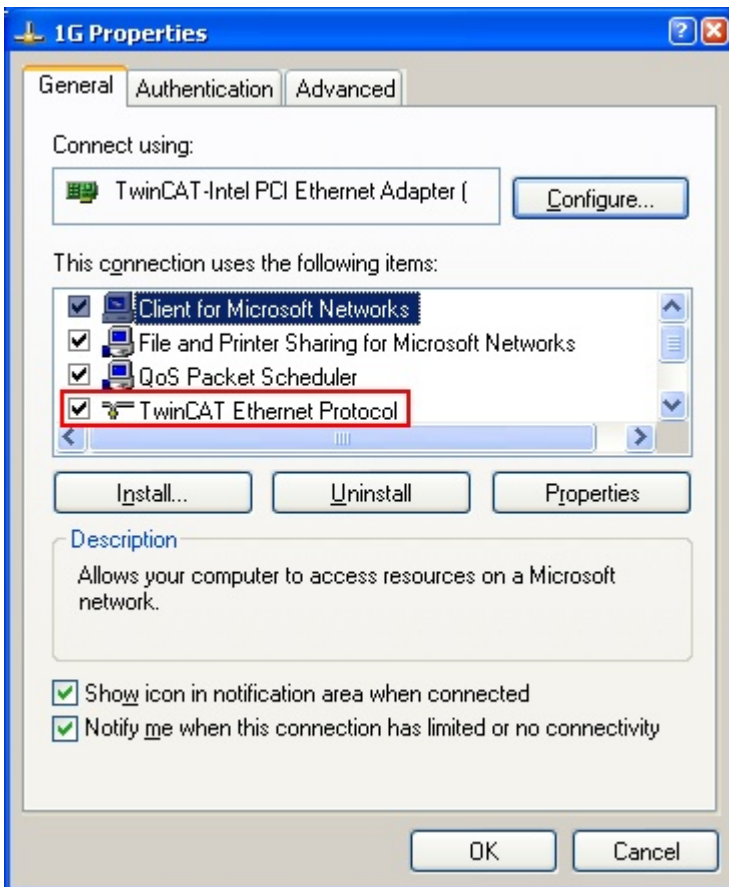 1G Properties
General Authentication Advanced
Connect using:
TwinCAT-Intel PCI Ethernet Adapter (
Configure...
This connection uses the following items:
Client for Microsoft Networks
File and Printer Sharing for Microsoft Networks
QoS Packet Scheduler
TwinCAT Ethernet Protocol
Install... Uninstall Properties
Description
Allows your computer to access resources on a Microsoft
network.
Show icon in notification area when connected
Notify me when this connection has limited or no connectivity
OK Cancel